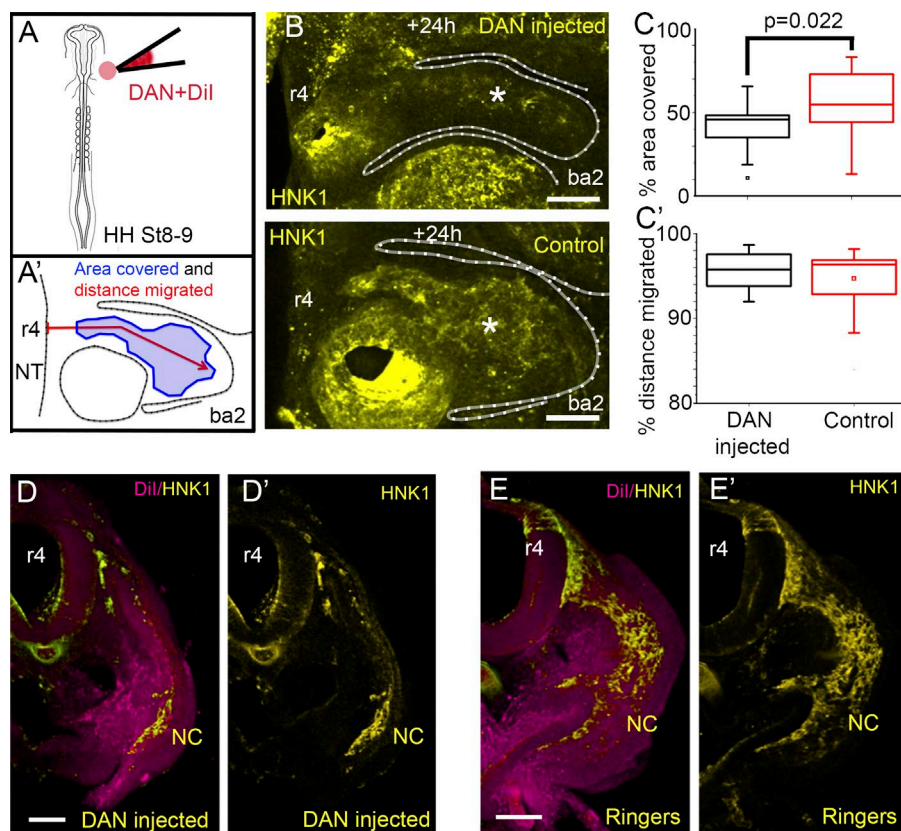 A
DAN+DiI
HH St8-9
A'
Area covered and
distance migrated
r4
NT
ba2
B
+24h
DAN injected
r4
*
ba2
HNK1
HNK1
+24h
Control
r4
*
ba2
C
p=0.022
% area covered
100
50
0
C'
% distance migrated
100
90
80
DAN
injected
Control
D
DiI/HNK1
r4
NC
DAN injected
D'
HNK1
r4
NC
DAN injected
E
DiI/HNK1
r4
NC
Ringers
E'
HNK1
r4
NC
Ringers